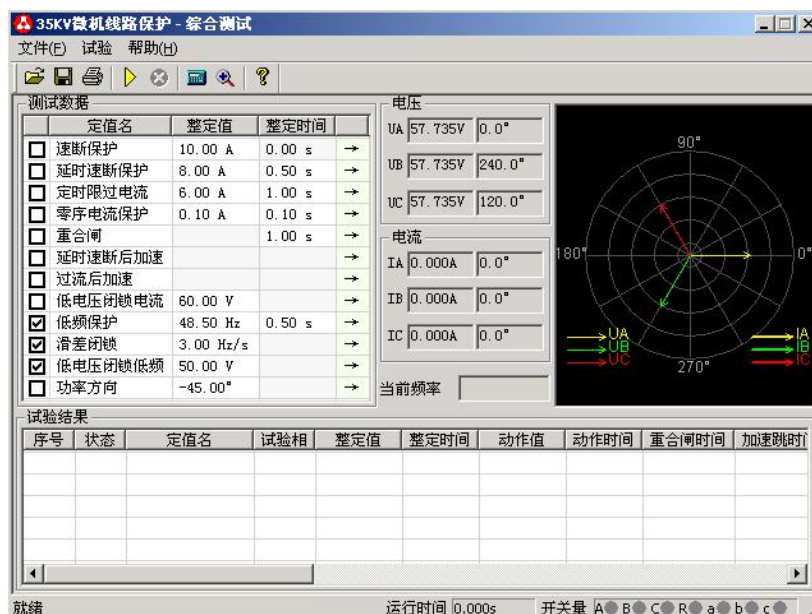 35KV微机线路保护 - 综合测试
文件(F) 试验 帮助(H)
测试数据
定值名 整定值 整定时间
速断保护 10.00 A 0.00 s →
延时速断保护 8.00 A 0.50 s →
定时限过电流 6.00 A 1.00 s →
零序电流保护 0.10 A 0.10 s →
重合闸 1.00 s →
延时速断后加速 →
过流后加速 →
低电压闭锁电流 60.00 V →
低频保护 48.50 Hz 0.50 s →
滑差闭锁 3.00 Hz/s →
低电压闭锁低频 50.00 V →
功率方向 -45.00° →
电压
UA 57.735V 0.0°
UB 57.735V 240.0°
UC 57.735V 120.0°
电流
IA 0.000A 0.0°
IB 0.000A 0.0°
IC 0.000A 0.0°
当前频率
90°
180° 0°
270°
UA IA
UB IB
UC IC
试验结果
序号 状态 定值名 试验相 整定值 整定时间 动作值 动作时间 重合闸时间 加速跳时
就绪 运行时间 0.000s 开关量 A B C R a b c